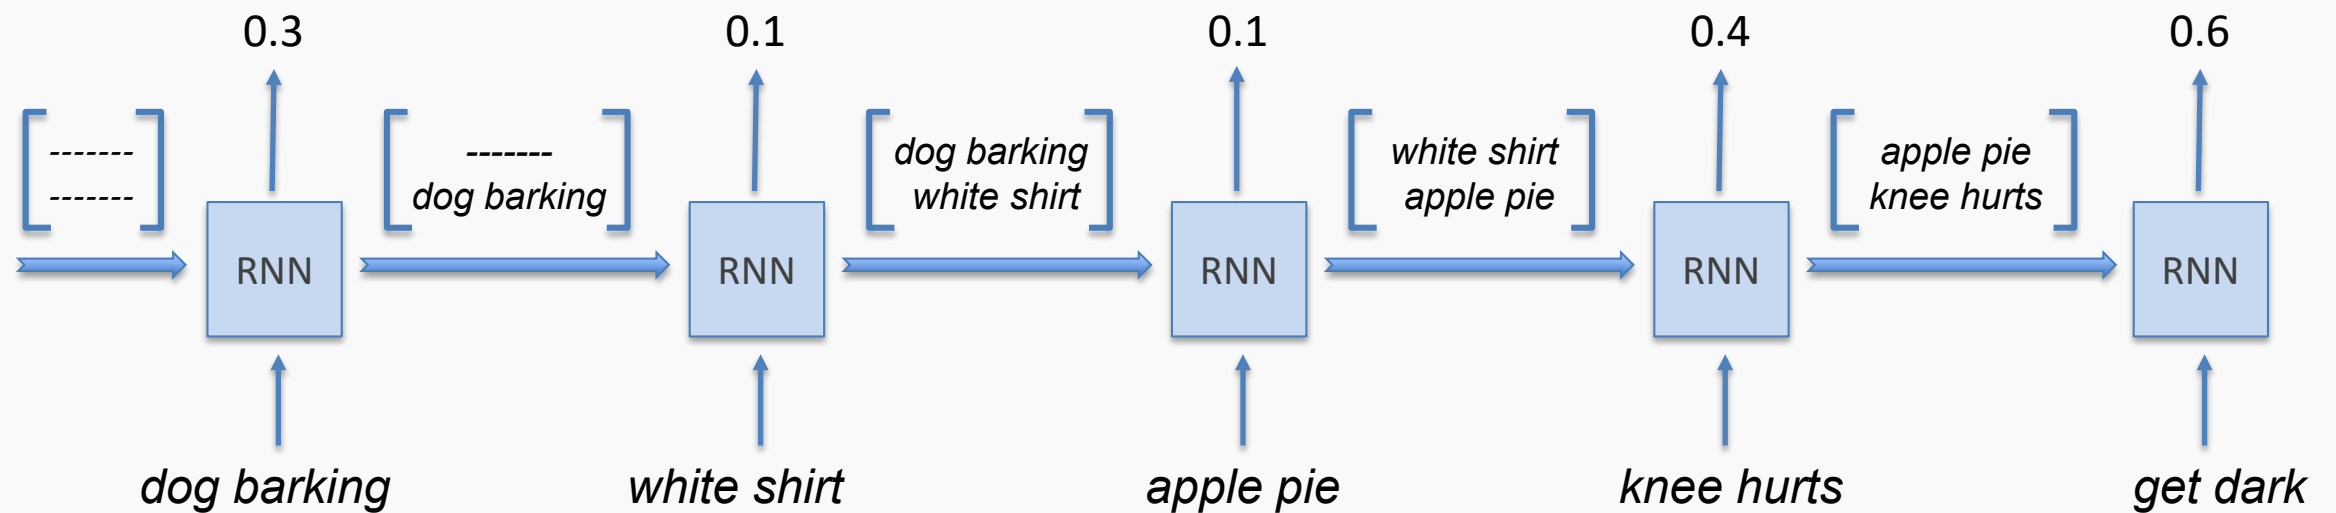 0.3 0.1 0.1 0.4 0.6
------- ------- dog barking white shirt apple pie
------- dog barking white shirt apple pie knee hurts
RNN RNN RNN RNN RNN
dog barking white shirt apple pie knee hurts get dark